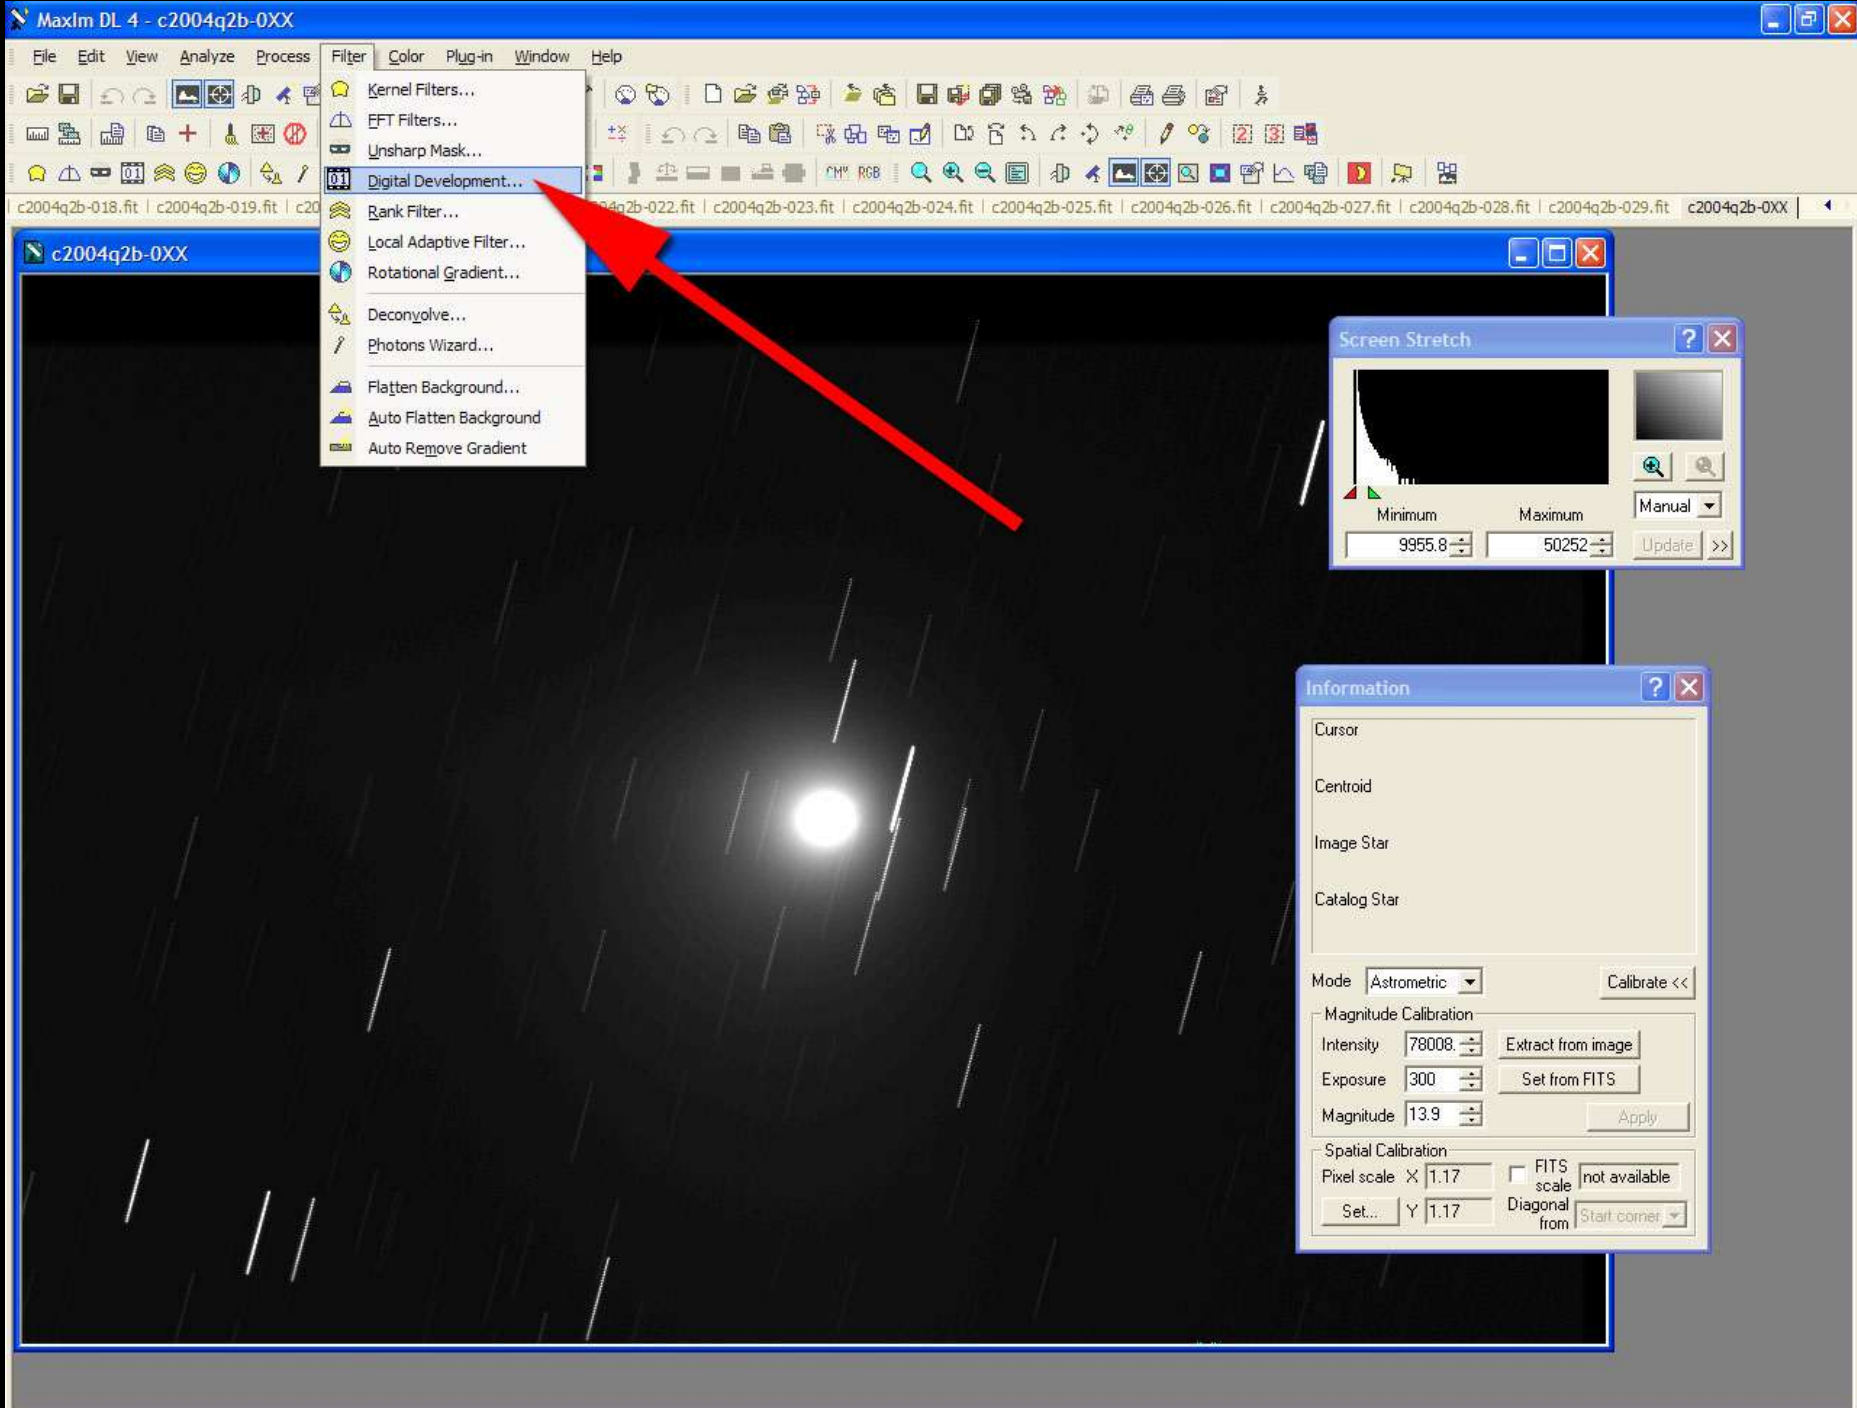 MaxIm DL 4 - c2004q2b-0XX
File Edit View Analyze Process Filter Color Plug-in Window Help
CMY RGB
c2004q2b-018.fit c2004q2b-019.fit c20 04q2b-022.fit c2004q2b-023.fit c2004q2b-024.fit c2004q2b-025.fit c2004q2b-026.fit c2004q2b-027.fit c2004q2b-028.fit c2004q2b-029.fit c2004q2b-0XX
Kernel Filters...
FFT Filters...
Unsharp Mask...
Digital Development...
Rank Filter...
Local Adaptive Filter...
Rotational Gradient...
Deconvolve...
Photons Wizard...
Flatten Background...
Auto Flatten Background
Auto Remove Gradient
c2004q2b-0XX
Screen Stretch
Manual
Minimum Maximum
9955.8 50252 Update >>
Information
Cursor
Centroid
Image Star
Catalog Star
Mode Astrometric Calibrate <<
Magnitude Calibration
Intensity 78008. Extract from image
Exposure 300 Set from FITS
Magnitude 13.9 Apply
Spatial Calibration
Pixel scale X 1.17 FITS scale not available
Set... Y 1.17 Diagonal from Start corner